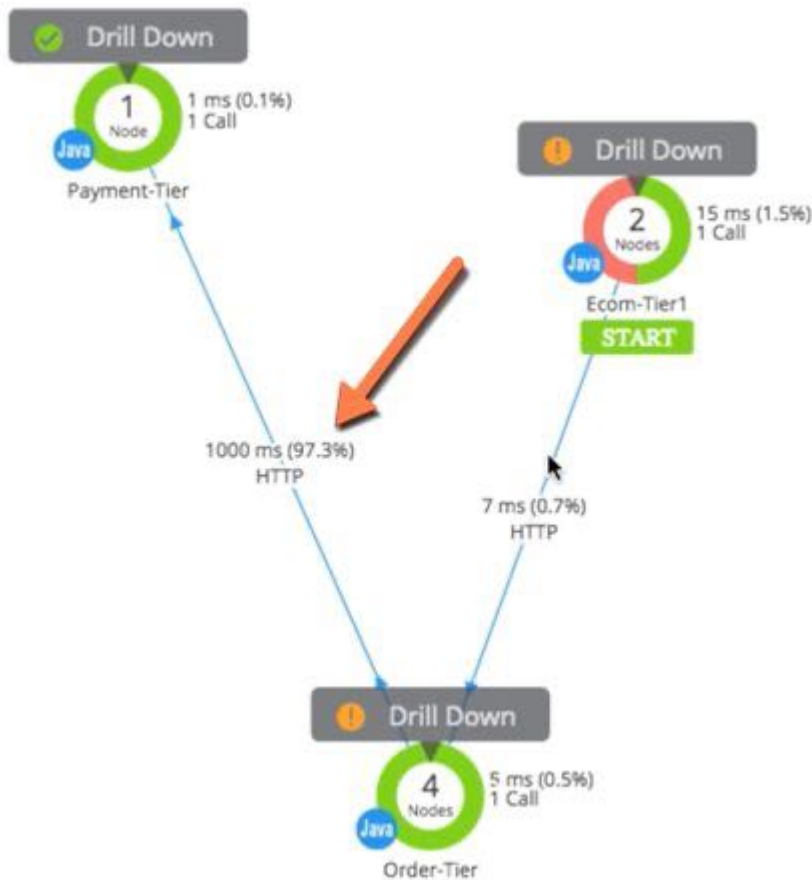 Drill Down
1
Node
1 ms (0.1%)
1 Call
Java
Payment-Tier
Drill Down
2
Nodes
15 ms (1.5%)
1 Call
Java
Ecom-Tier1
START
1000 ms (97.3%)
HTTP
7 ms (0.7%)
HTTP
Drill Down
4
Nodes
5 ms (0.5%)
1 Call
Java
Order-Tier